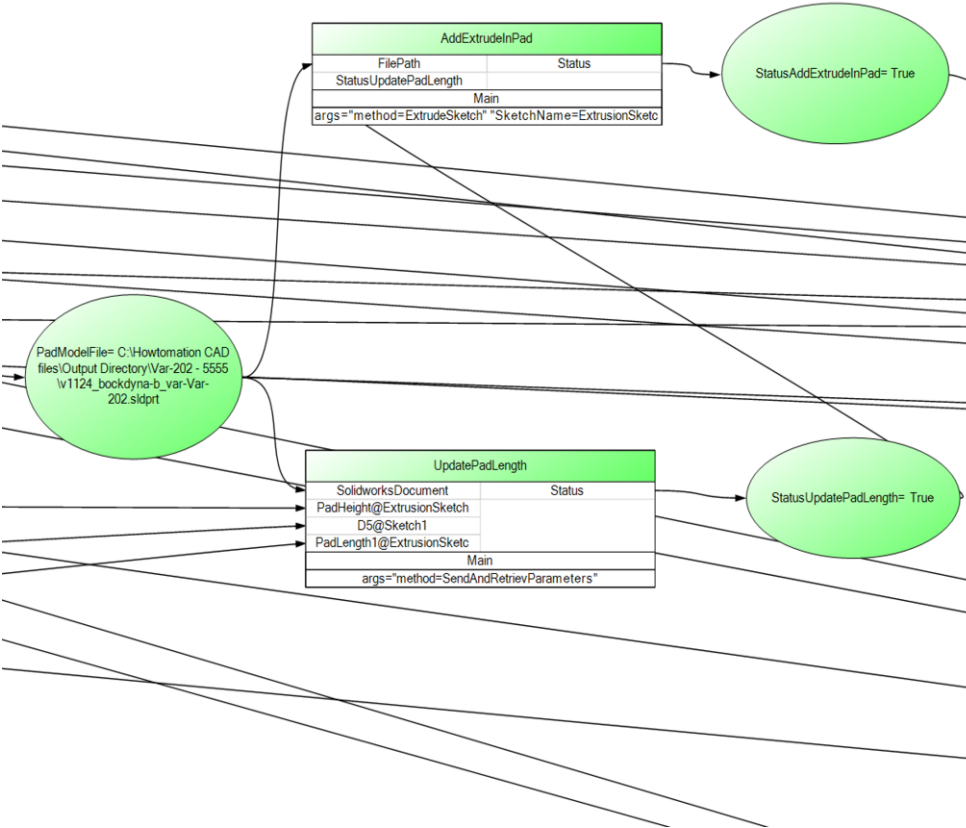 AddExtrudeInPad
FilePath Status
StatusUpdatePadLength
Main
args="method=ExtrudeSketch" "SketchName=ExtrusionSketc
StatusAddExtrudeInPad= True
PadModelFile= C:\Howtomation CAD
files\Output Directory\Var-202 - 5555
\v1124_bockdyna-b_var-Var-
202.sldprt
UpdatePadLength
SolidworksDocument Status
PadHeight@ExtrusionSketch
D5@Sketch1
PadLength1@ExtrusionSketc
Main
args="method=SendAndRetrievParameters"
StatusUpdatePadLength= True